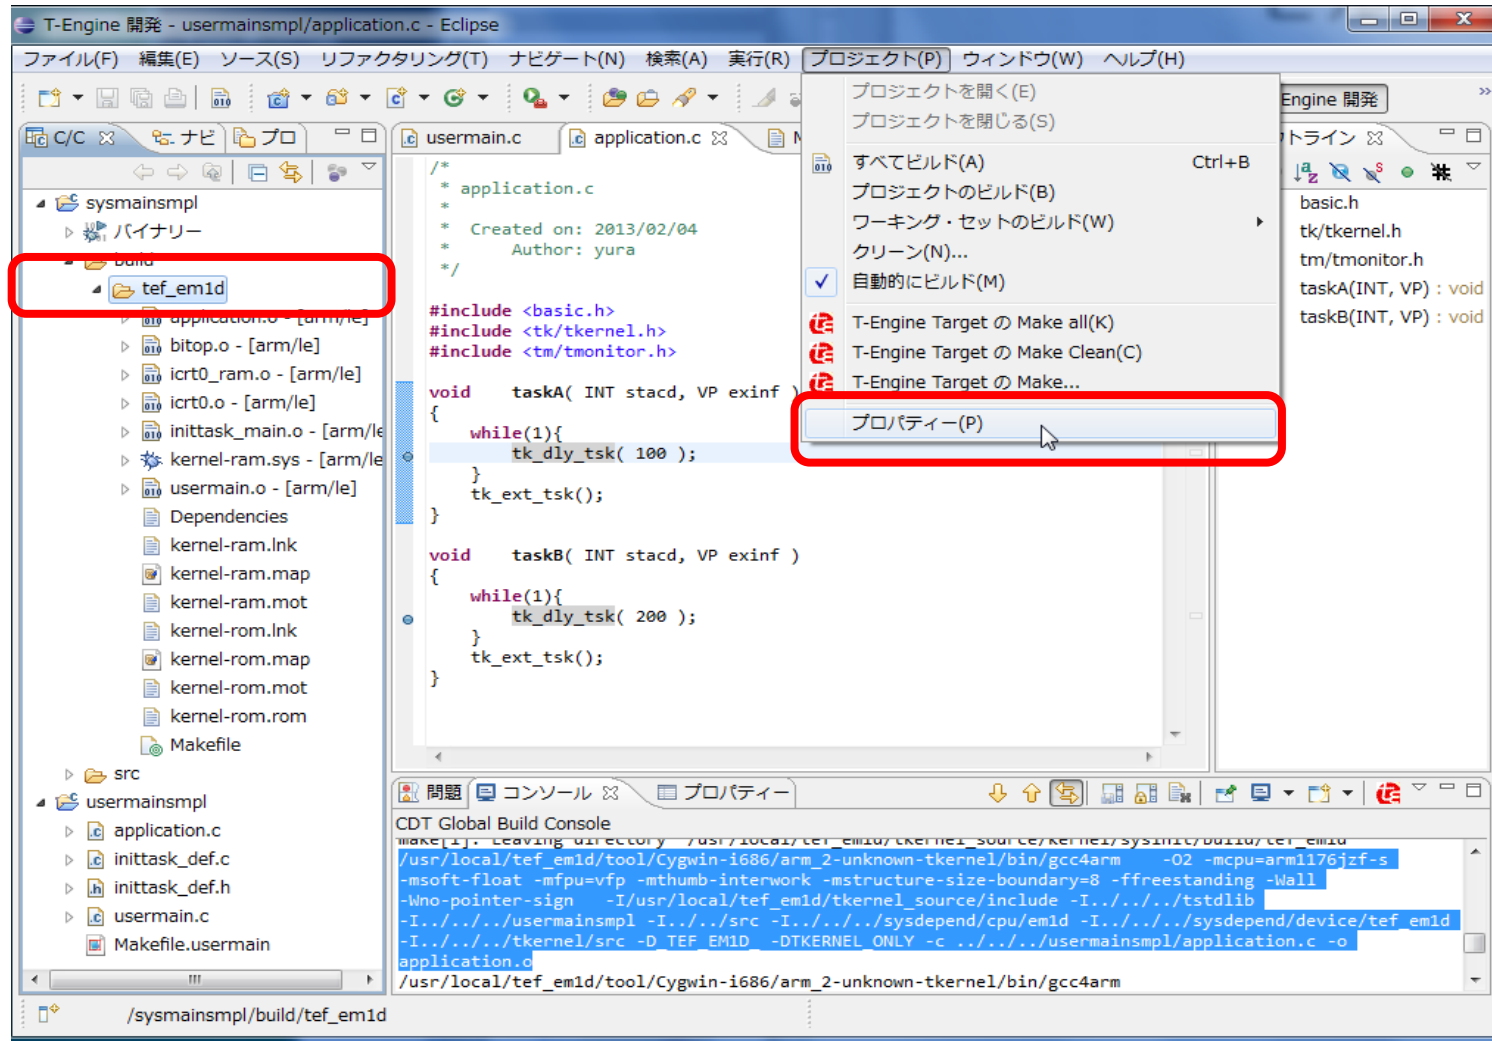 T-Engine 開発 - usermainsmpl/application.c - Eclipse
ファイル(F) 編集(E) ソース(S) リファクタリング(T) ナビゲート(N) 検索(A) 実行(R) プロジェクト(P) ウィンドウ(W) ヘルプ(H)
プロジェクトを開く(E)
プロジェクトを閉じる(S)
すべてビルド(A) Ctrl+B
プロジェクトのビルド(B)
ワーキング・セットのビルド(W)
クリーン(N)...
自動的にビルド(M)
T-Engine Target の Make all(K)
T-Engine Target の Make Clean(C)
T-Engine Target の Make...
プロパティー(P)
Engine 開発
C/C ナビ プロ
sysmainsmpl
バイナリー
build
tef_em1d
application.o - [arm/le]
bitop.o - [arm/le]
icrt0_ram.o - [arm/le]
icrt0.o - [arm/le]
inittask_main.o - [arm/le
kernel-ram.sys - [arm/le
usermain.o - [arm/le]
Dependencies
kernel-ram.lnk
kernel-ram.map
kernel-ram.mot
kernel-rom.lnk
kernel-rom.map
kernel-rom.mot
kernel-rom.rom
Makefile
src
usermainsmpl
application.c
inittask_def.c
inittask_def.h
usermain.c
Makefile.usermain
usermain.c application.c M
/*
* application.c
*
* Created on: 2013/02/04
* Author: yura
*/
#include <basic.h>
#include <tk/tkernel.h>
#include <tm/tmonitor.h>
void taskA( INT stacd, VP exinf )
{
while(1){
tk_dly_tsk( 100 );
}
tk_ext_tsk();
}
void taskB( INT stacd, VP exinf )
{
while(1){
tk_dly_tsk( 200 );
}
tk_ext_tsk();
}
トライン
basic.h
tk/tkernel.h
tm/tmonitor.h
taskA(INT, VP) : void
taskB(INT, VP) : void
問題 コンソール プロパティー
CDT Global Build Console
make[1]: Leaving directory `/usr/local/tef_em1d/tkernel_source/kernel/sysinit/build/tef_em1d'
/usr/local/tef_em1d/tool/Cygwin-i686/arm_2-unknown-tkernel/bin/gcc4arm -O2 -mcpu=arm1176jzf-s
-msoft-float -mfpu=vfp -mthumb-interwork -mstructure-size-boundary=8 -ffreestanding -Wall
-Wno-pointer-sign -I/usr/local/tef_em1d/tkernel_source/include -I../../../tstdlib
-I../../../usermainsmpl -I../../src -I../../../sysdepend/cpu/em1d -I../../../sysdepend/device/tef_em1d
-I../../../tkernel/src -D_TEF_EM1D_ -DTKERNEL_ONLY -c ../../../usermainsmpl/application.c -o
application.o
/usr/local/tef_em1d/tool/Cygwin-i686/arm_2-unknown-tkernel/bin/gcc4arm
/sysmainsmpl/build/tef_em1d